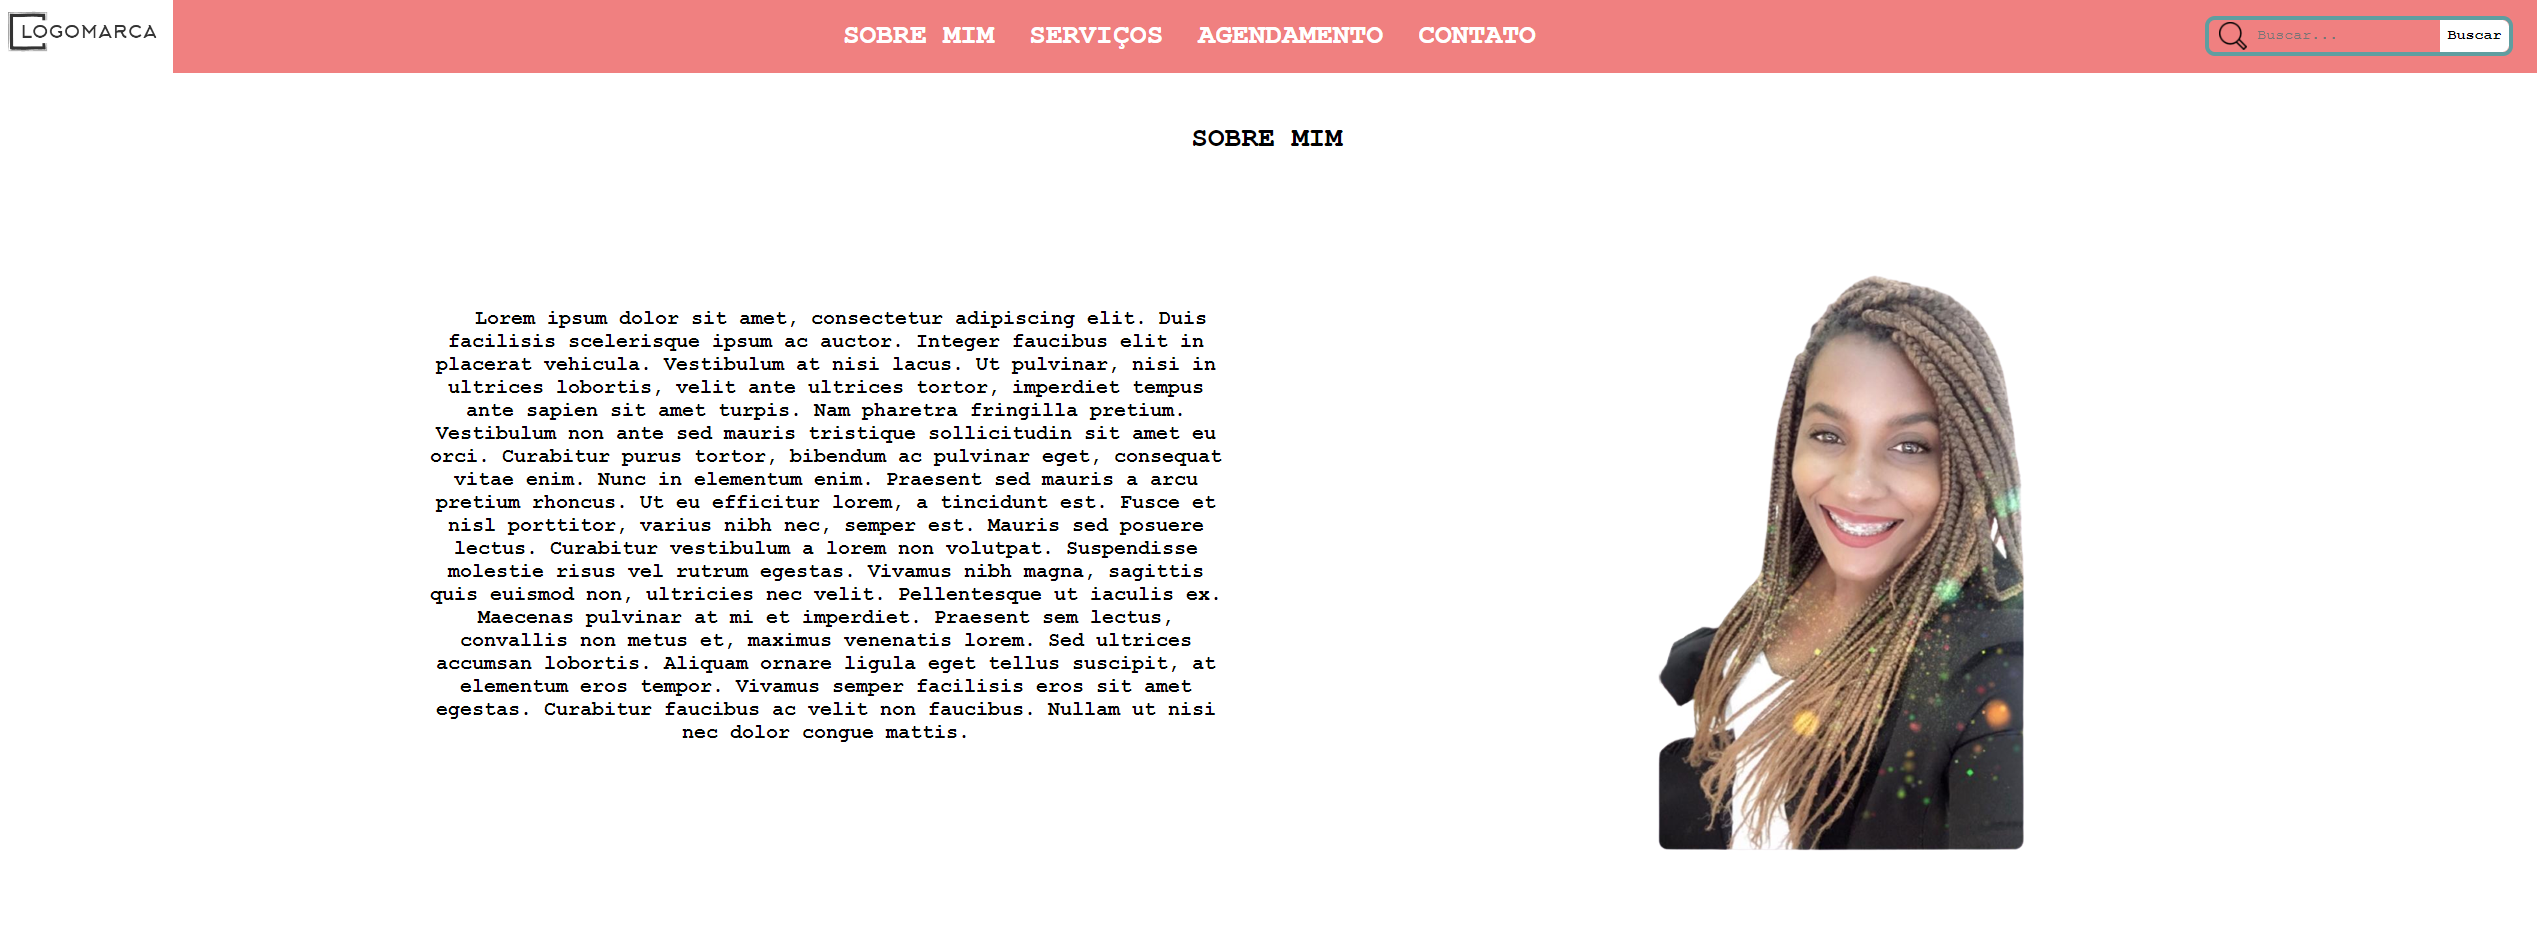 LOGOMARCA
SOBRE MIM SERVIÇOS AGENDAMENTO CONTATO
Buscar...
Buscar
SOBRE MIM
Lorem ipsum dolor sit amet, consectetur adipiscing elit. Duis
facilisis scelerisque ipsum ac auctor. Integer faucibus elit in
placerat vehicula. Vestibulum at nisi lacus. Ut pulvinar, nisi in
ultrices lobortis, velit ante ultrices tortor, imperdiet tempus
ante sapien sit amet turpis. Nam pharetra fringilla pretium.
Vestibulum non ante sed mauris tristique sollicitudin sit amet eu
orci. Curabitur purus tortor, bibendum ac pulvinar eget, consequat
vitae enim. Nunc in elementum enim. Praesent sed mauris a arcu
pretium rhoncus. Ut eu efficitur lorem, a tincidunt est. Fusce et
nisl porttitor, varius nibh nec, semper est. Mauris sed posuere
lectus. Curabitur vestibulum a lorem non volutpat. Suspendisse
molestie risus vel rutrum egestas. Vivamus nibh magna, sagittis
quis euismod non, ultricies nec velit. Pellentesque ut iaculis ex.
Maecenas pulvinar at mi et imperdiet. Praesent sem lectus,
convallis non metus et, maximus venenatis lorem. Sed ultrices
accumsan lobortis. Aliquam ornare ligula eget tellus suscipit, at
elementum eros tempor. Vivamus semper facilisis eros sit amet
egestas. Curabitur faucibus ac velit non faucibus. Nullam ut nisi
nec dolor congue mattis.